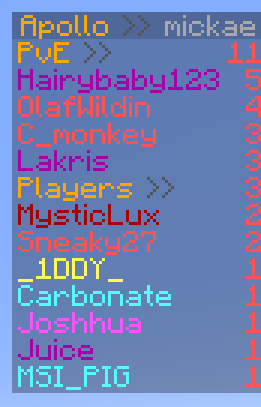 Apollo >> mickae
PvE >> 11
Hairybaby123 5
OlafWildin 4
C_monkey 3
Lakris 3
Players >> 3
MysticLux 2
Sneaky27 2
_1DDY_ 1
Carbonate 1
Joshhua 1
Juice 1
MSI_PIG 1